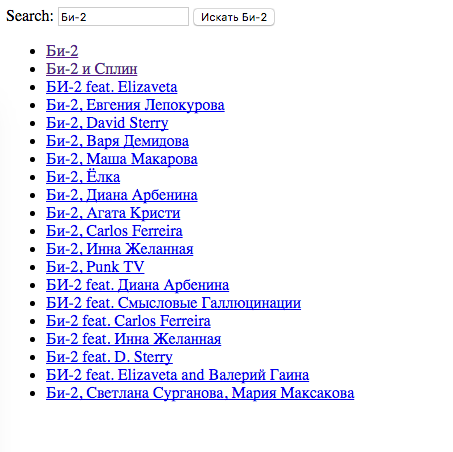 Search: Би-2 Искать Би-2
Би-2
Би-2 и Сплин
БИ-2 feat. Elizaveta
Би-2, Евгения Лепокурова
Би-2, David Sterry
Би-2, Варя Демидова
Би-2, Маша Макарова
Би-2, Ёлка
Би-2, Диана Арбенина
Би-2, Агата Кристи
Би-2, Carlos Ferreira
Би-2, Инна Желанная
Би-2, Punk TV
БИ-2 feat. Диана Арбенина
БИ-2 feat. Смысловые Галлюцинации
Би-2 feat. Carlos Ferreira
Би-2 feat. Инна Желанная
Би-2 feat. D. Sterry
БИ-2 feat. Elizaveta and Валерий Гаина
Би-2, Светлана Сурганова, Мария Максакова